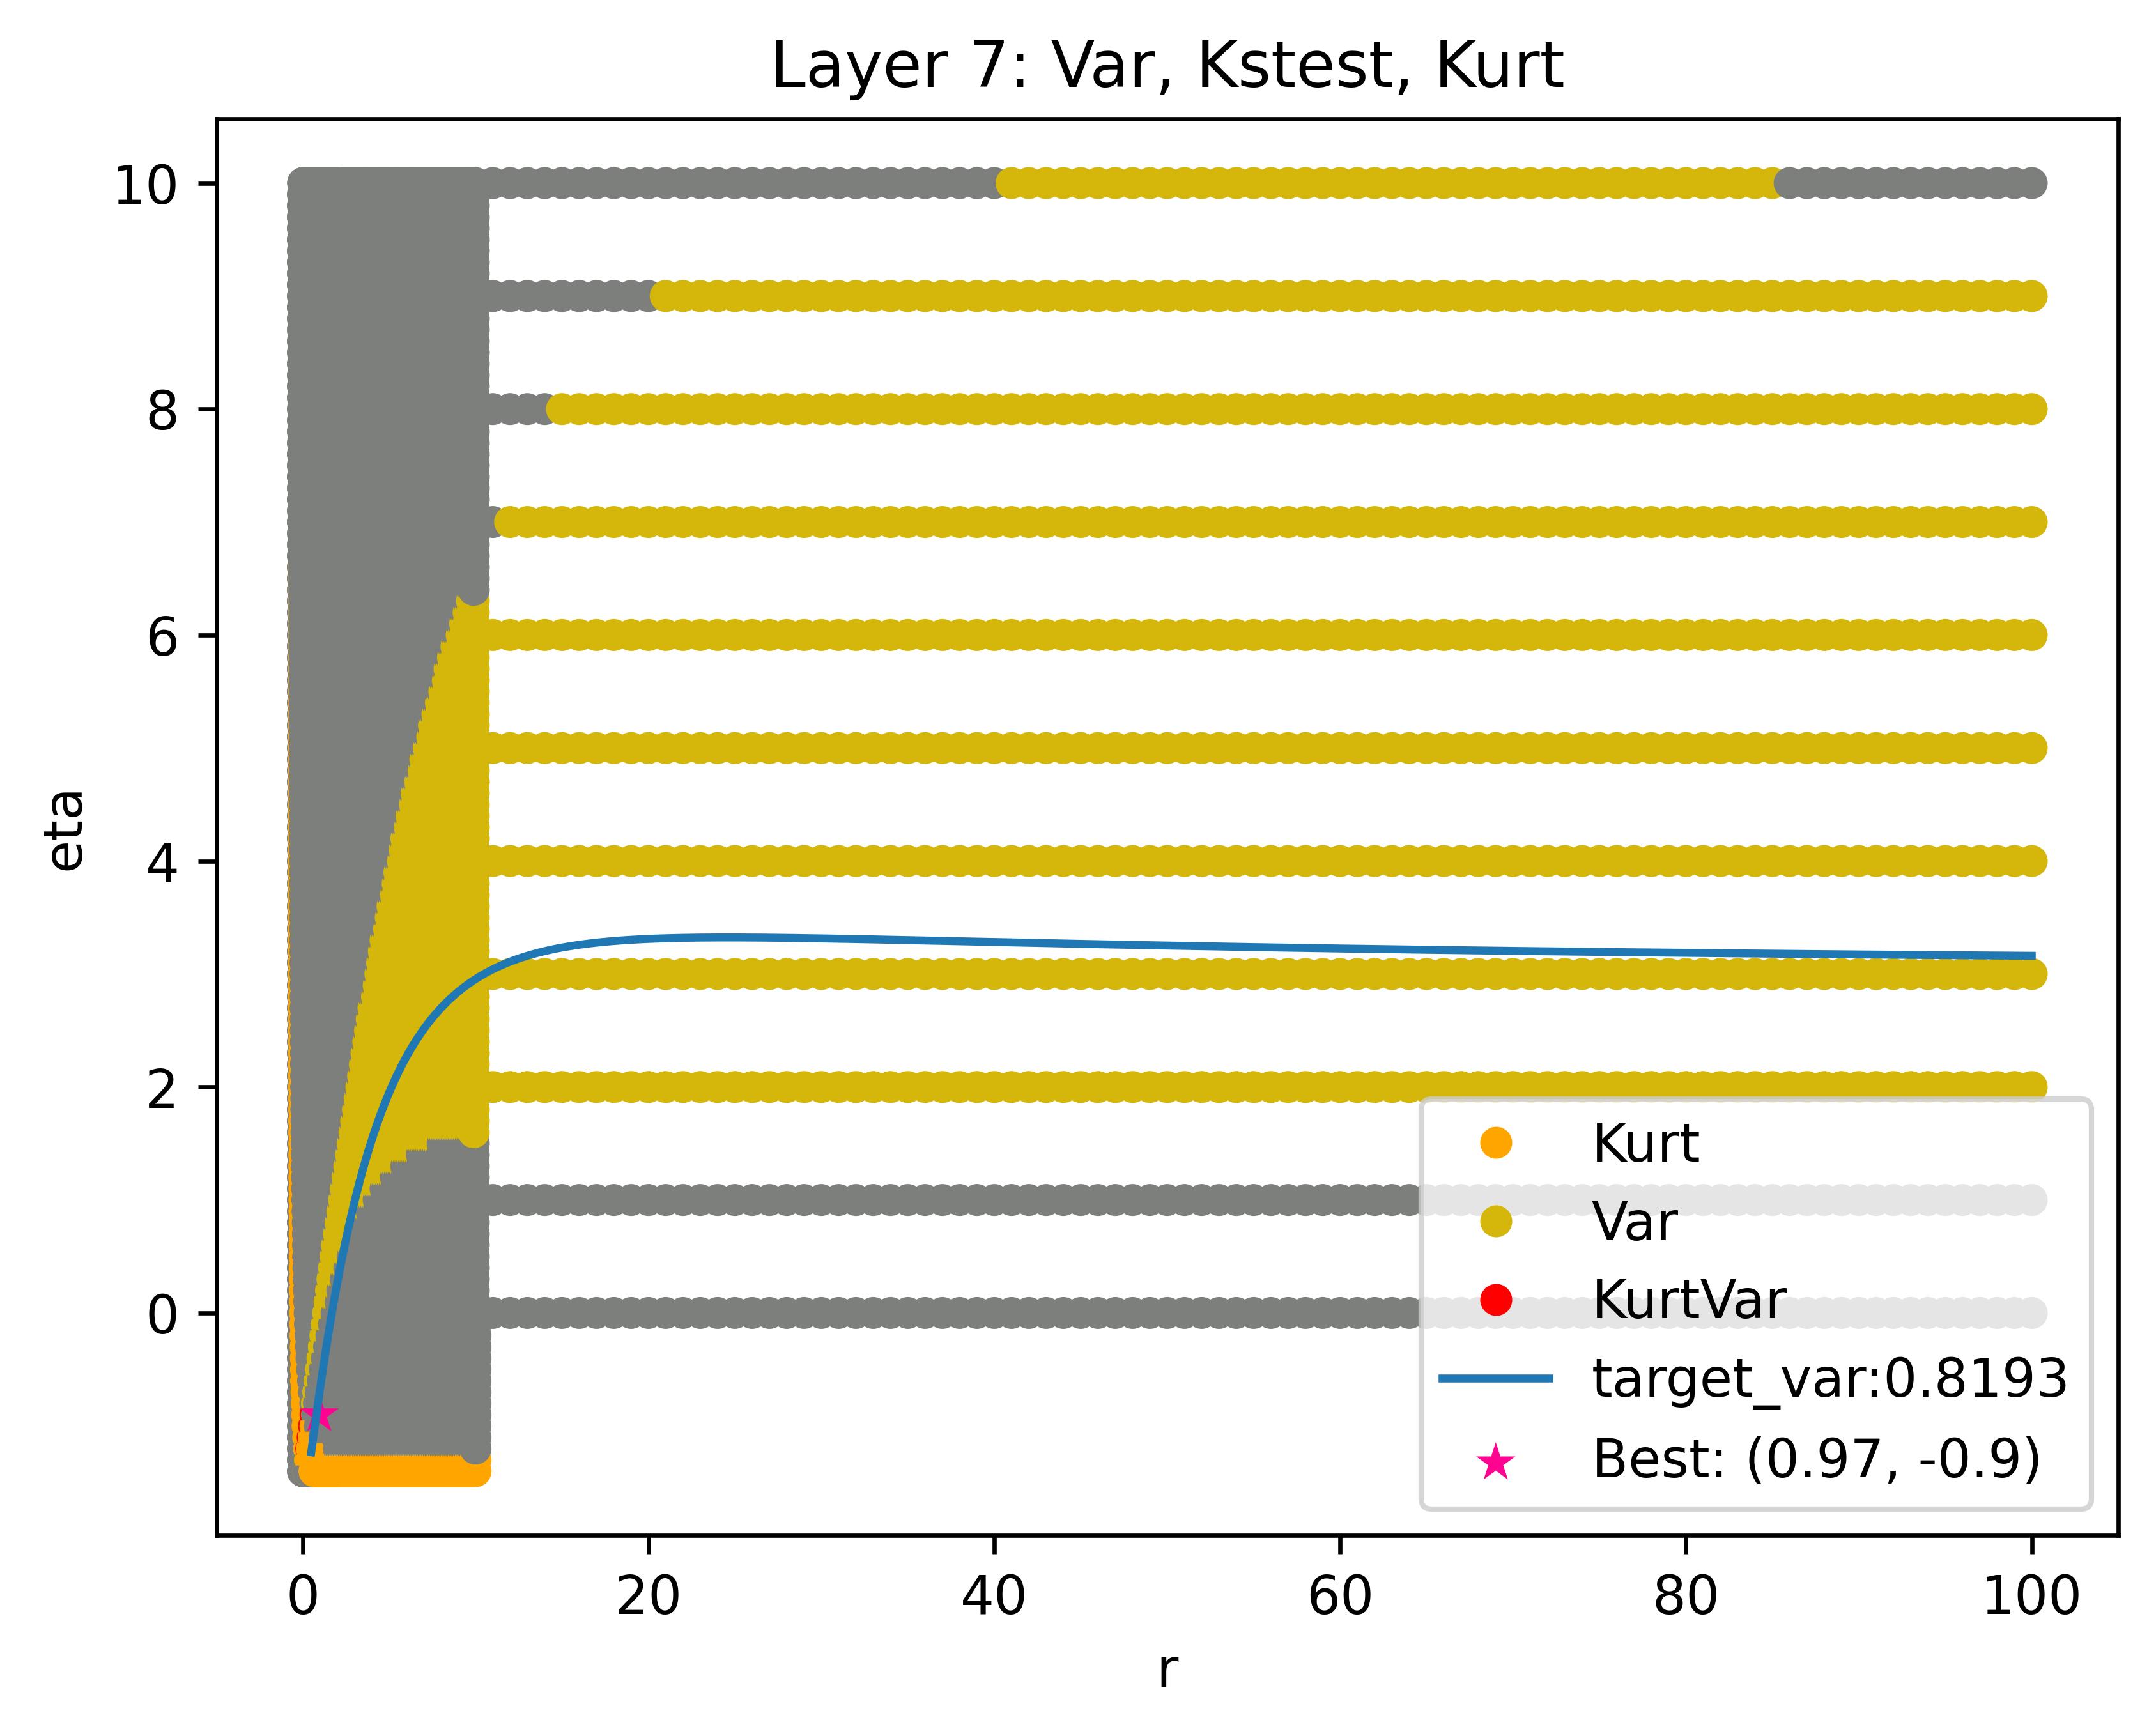 Layer 7: Var, Kstest, Kurt
10
8
6
4
2
0
eta
Kurt
Var
KurtVar
target_var:0.8193
Best: (0.97, -0.9)
0 20 40 60 80 100
r